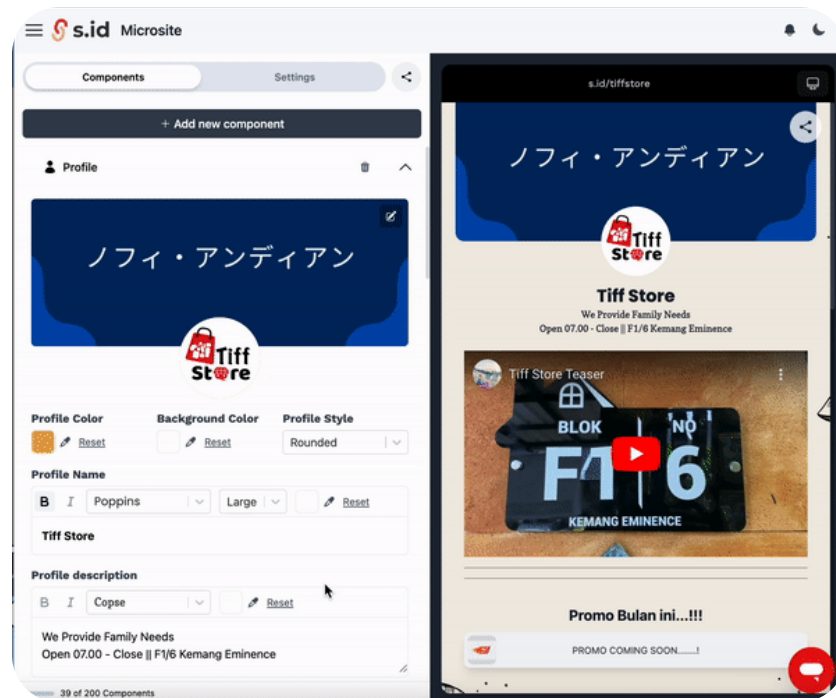 s.id Microsite
Components
Settings
+ Add new component
Profile
ノフィ・アンディアン
Tiff
Store
Profile Color
Background Color
Profile Style
Reset
Reset
Rounded
Profile Name
B I Poppins Large Reset
Tiff Store
Profile description
B I Copse Reset
We Provide Family Needs
Open 07.00 - Close || F1/6 Kemang Eminence
39 of 200 Components
s.id/tiffstore
ノフィ・アンディアン
Tiff
Store
Tiff Store
We Provide Family Needs
Open 07.00 - Close || F1/6 Kemang Eminence
Tiff Store Teaser
BLOK
NO
F1
6
KEMANG EMINENCE
Promo Bulan ini...!!!
PROMO COMING SOON.......!